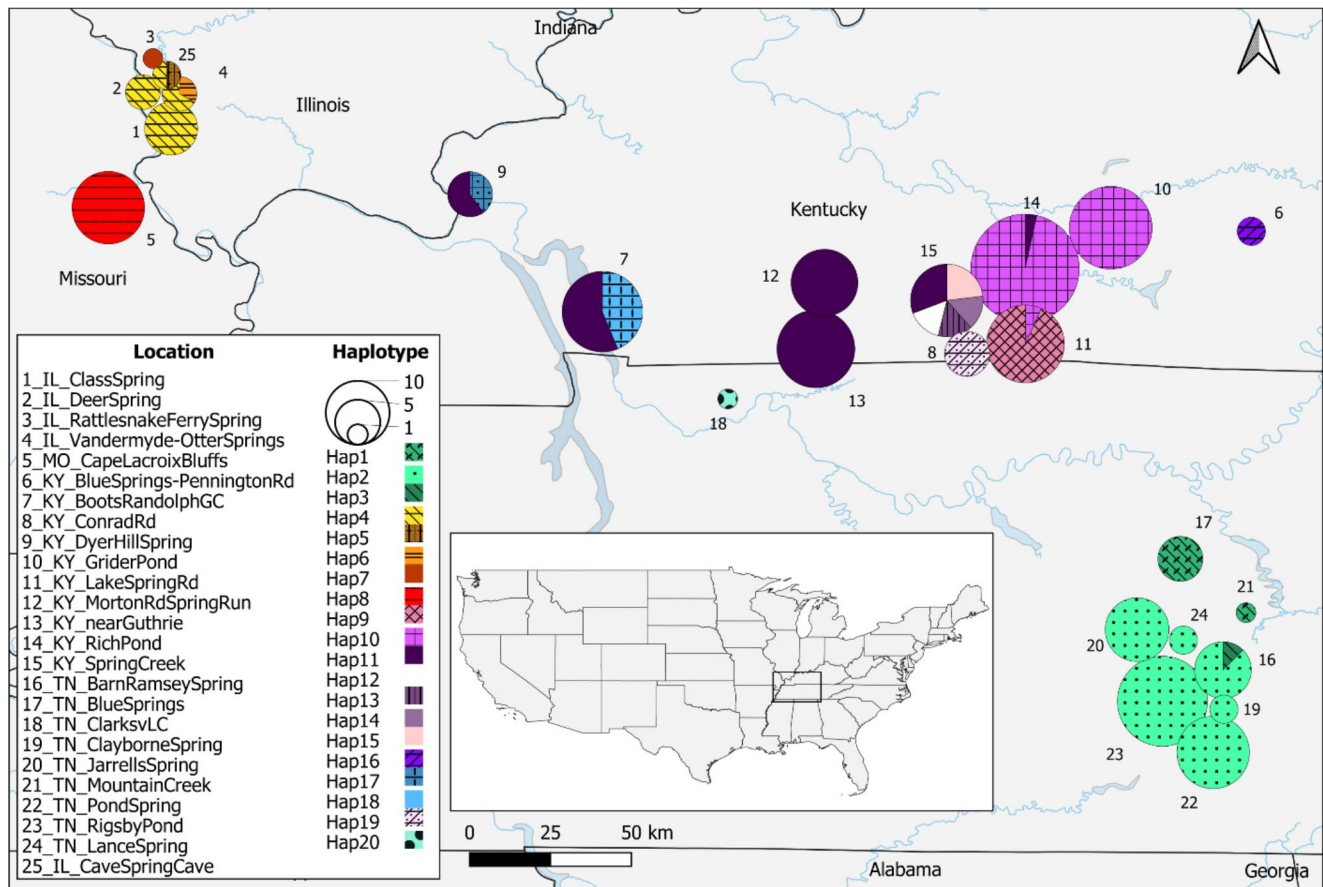 Indiana
3
25
4
2
Illinois
1
9
10
14
6
Kentucky
15
5
7
12
Missouri
11
8
13
18
Location Haplotype
1_IL_ClassSpring
2_IL_DeerSpring
3_IL_RattlesnakeFerrySpring
4_IL_Vandermyde-OtterSprings
5_MO_CapeLacroixBluffs
6_KY_BlueSprings-PenningtonRd
7_KY_BootsRandolphGC
8_KY_ConradRd
9_KY_DyerHillSpring
10_KY_GriderPond
11_KY_LakeSpringRd
12_KY_MortonRdSpringRun
13_KY_nearGuthrie
14_KY_RichPond
15_KY_SpringCreek
16_TN_BarnRamseySpring
17_TN_BlueSprings
18_TN_ClarksvLC
19_TN_ClayborneSpring
20_TN_JarrellsSpring
21_TN_MountainCreek
22_TN_PondSpring
23_TN_RigsbyPond
24_TN_LanceSpring
25_IL_CaveSpringCave
10
5
1
Hap1
Hap2
Hap3
Hap4
Hap5
Hap6
Hap7
Hap8
Hap9
Hap10
Hap11
Hap12
Hap13
Hap14
Hap15
Hap16
Hap17
Hap18
Hap19
Hap20
17
21
24
20
16
19
23
22
0 25 50 km
Alabama
Georgia